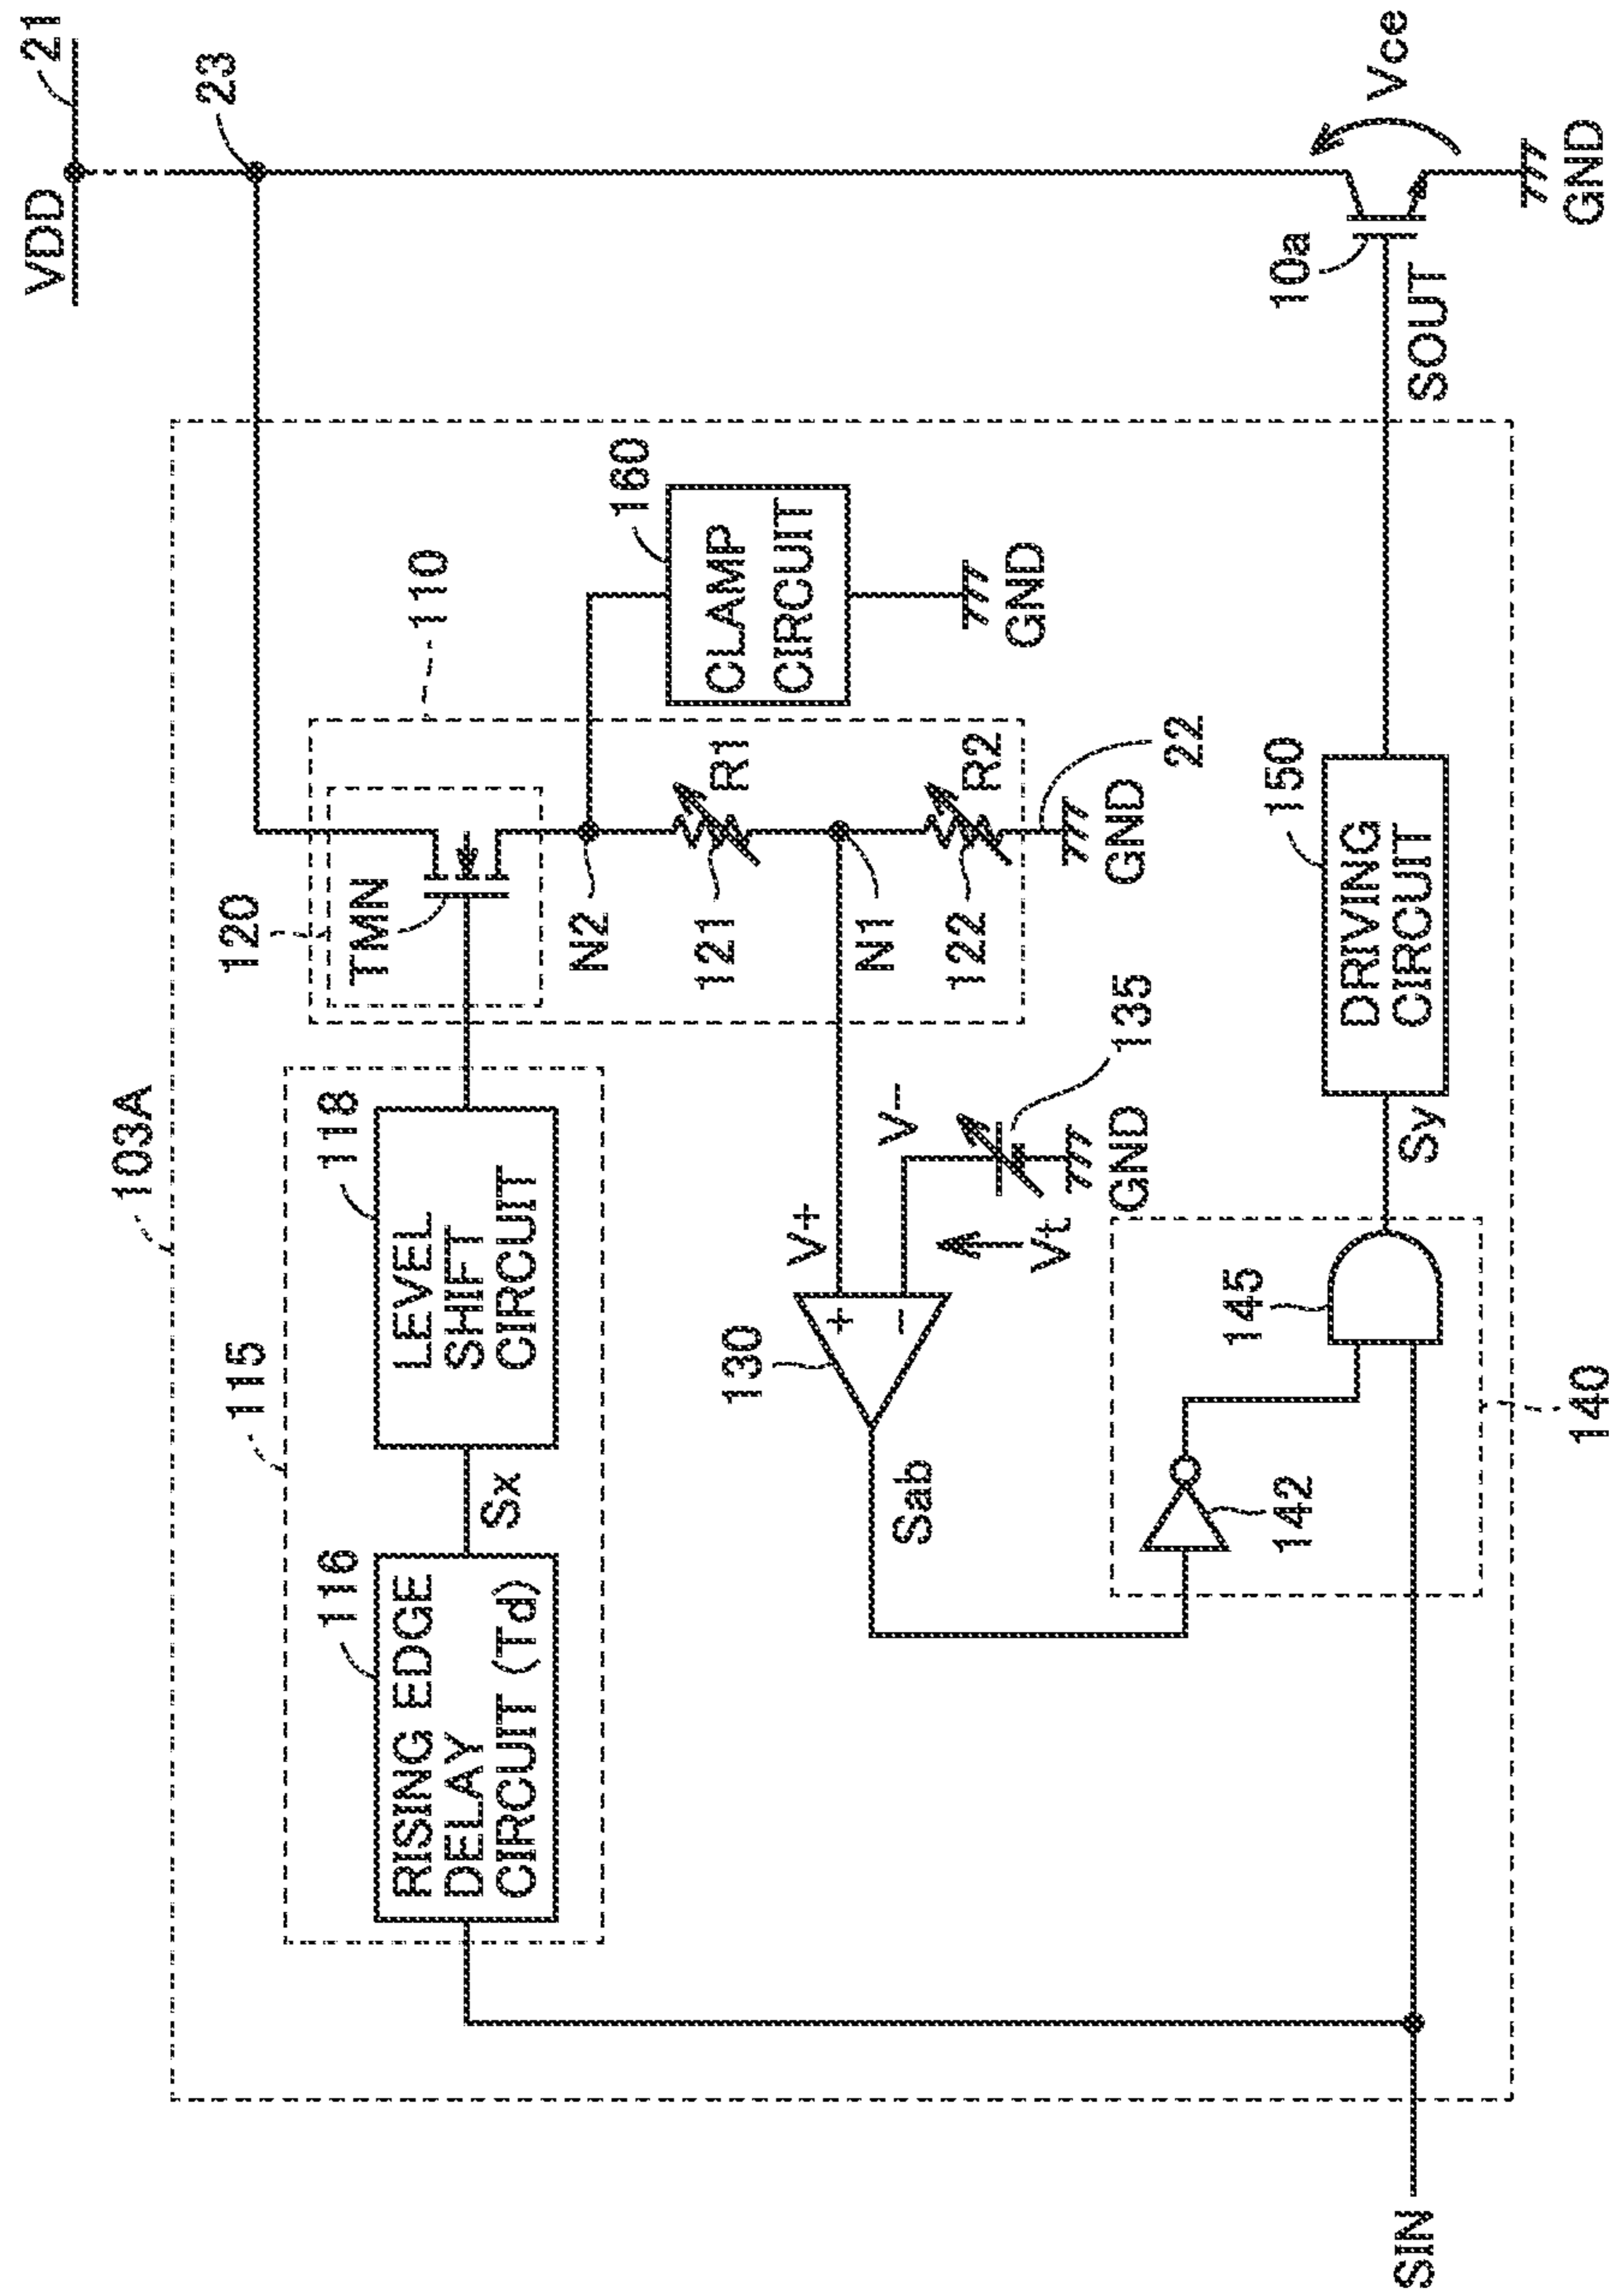 VDD
21
23
103A
115
116
RISING EDGE
DELAY
CIRCUIT (Td)
Sx
118
LEVEL
SHIFT
CIRCUIT
120
TMN
110
N2
160
CLAMP
CIRCUIT
GND
121
R1
N1
122
R2
22
GND
130
V+
+
−
V−
Vt
135
GND
Sab
142
145
140
Sy
150
DRIVING
CIRCUIT
SOUT
10a
Vce
GND
SIN